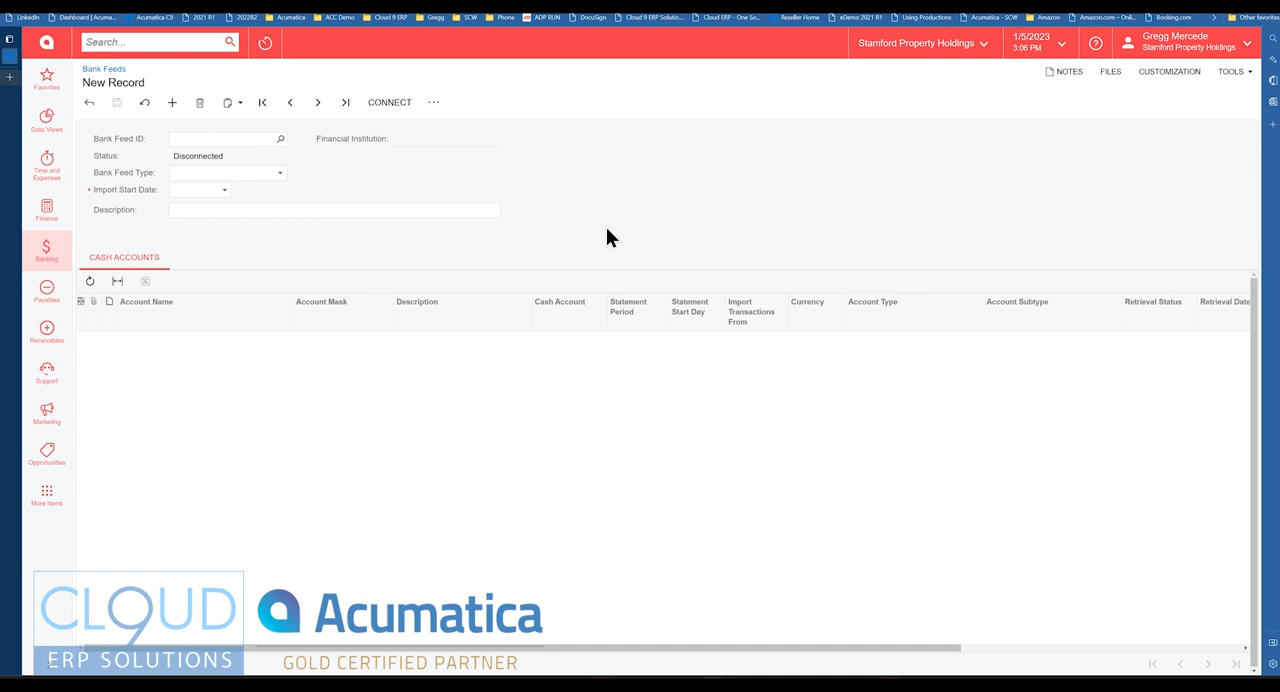 LinkedIn Dashboard | Acuma... Acumatica C9 2021 R1 2022R2 Acumatica ACC Demo Cloud 9 ERP Gregg SCW Phone ADP RUN DocuSign Cloud 9 ERP Solutio... Cloud ERP - One So... Reseller Home eDemo 2021 R1 Using Productions Acumatica - SCW Amazon Amazon.com – Onli... Booking.com Other favorites
Search...
Stamford Property Holdings
1/5/2023
3:06 PM
Gregg Mercede
Stamford Property Holdings
Favorites
Data Views
Time and
Expenses
Finance
Banking
Payables
Receivables
Support
Marketing
Opportunities
More Items
Bank Feeds
New Record
NOTES FILES CUSTOMIZATION TOOLS
CONNECT ...
Bank Feed ID:
Financial Institution:
Status: Disconnected
Bank Feed Type:
* Import Start Date:
Description:
CASH ACCOUNTS
Account Name
Account Mask
Description
Cash Account
Statement
Period
Statement
Start Day
Import
Transactions
From
Currency
Account Type
Account Subtype
Retrieval Status
Retrieval Date
CLOUD
9
ERP SOLUTIONS
Acumatica
GOLD CERTIFIED PARTNER